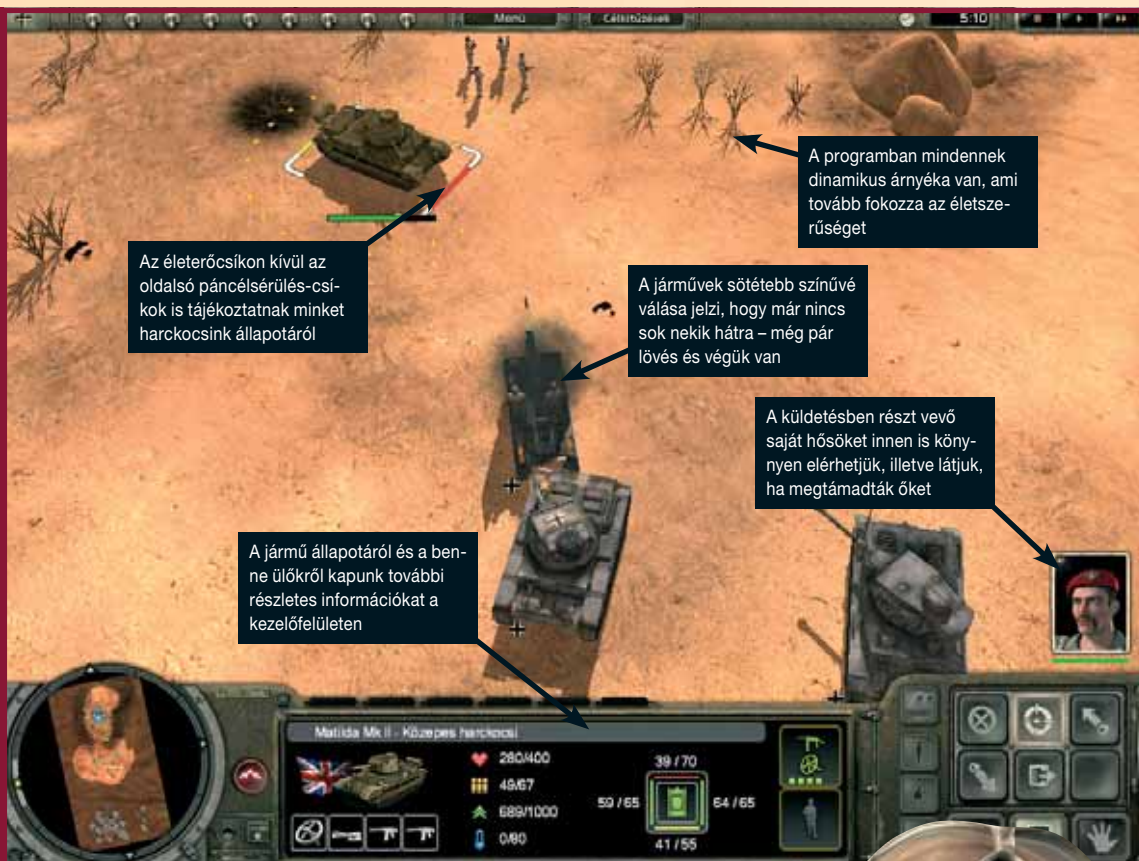 Menü
Célkitűzések
5:10
A programban mindennek
dinamikus árnyéka van, ami
tovább fokozza az életsze-
rűséget
Az életerőcsíkon kívül az
oldalsó páncélsérülés-csí-
kok is tájékoztatnak minket
harckocsink állapotáról
A járművek sötétebb színűvé
válása jelzi, hogy már nincs
sok nekik hátra – még pár
lövés és végük van
A küldetésben részt vevő
saját hősöket innen is köny-
nyen elérhetjük, illetve látjuk,
ha megtámadták őket
A jármű állapotáról és a ben-
ne ülőkről kapunk további
részletes információkat a
kezelőfelületen
Matilda Mk II - Közepes harckocsi
280/400
39 / 70
49/67
59 / 65
64 / 65
689/1000
0/80
41 / 55